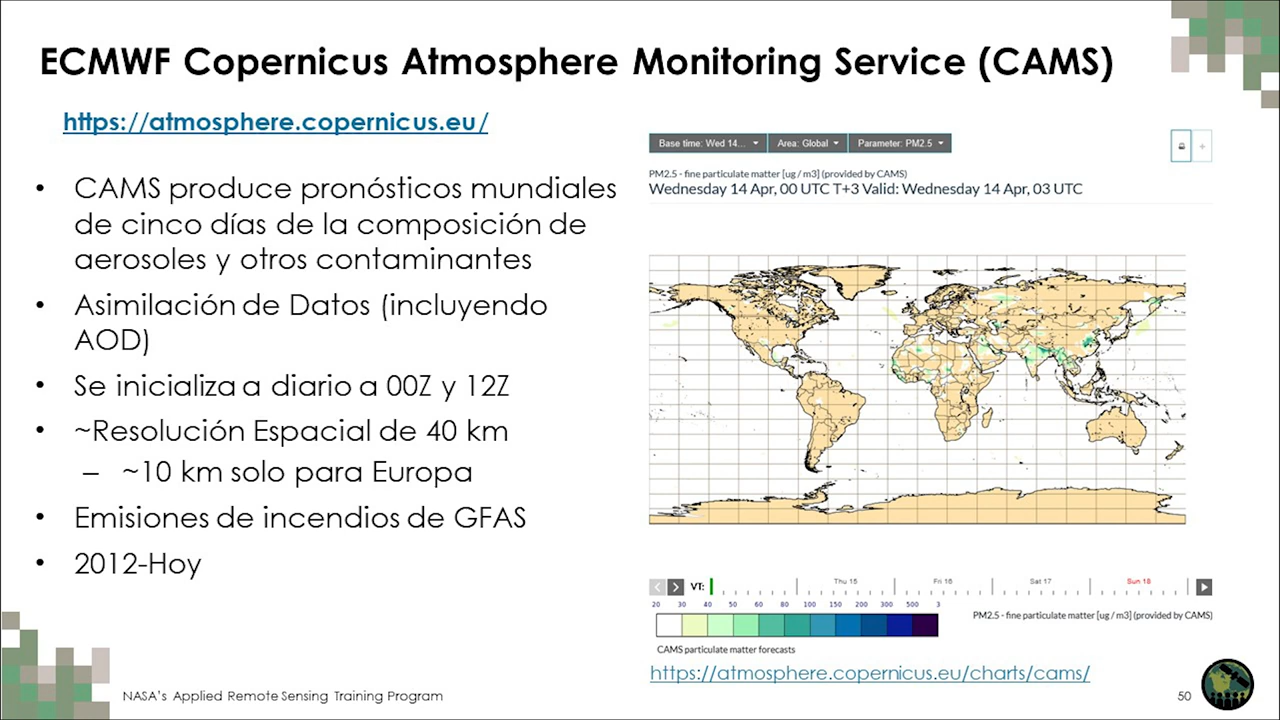 ECMWF Copernicus Atmosphere Monitoring Service (CAMS)
https://atmosphere.copernicus.eu/
• CAMS produce pronósticos mundiales
de cinco días de la composición de
aerosoles y otros contaminantes
• Asimilación de Datos (incluyendo
AOD)
• Se inicializa a diario a 00Z y 12Z
• ~Resolución Espacial de 40 km
– ~10 km solo para Europa
• Emisiones de incendios de GFAS
• 2012-Hoy
Base time: Wed 14... Area: Global Parameter: PM2.5
PM2.5 - fine particulate matter [ug / m3] (provided by CAMS)
Wednesday 14 Apr, 00 UTC T+3 Valid: Wednesday 14 Apr, 03 UTC
VT: Thu 15 Fri 16 Sat 17 Sun 18
20 30 40 50 60 80 100 150 200 300 500 3
PM2.5 - fine particulate matter [ug / m3] (provided by CAMS)
CAMS particulate matter forecasts
https://atmosphere.copernicus.eu/charts/cams/
NASA's Applied Remote Sensing Training Program
50